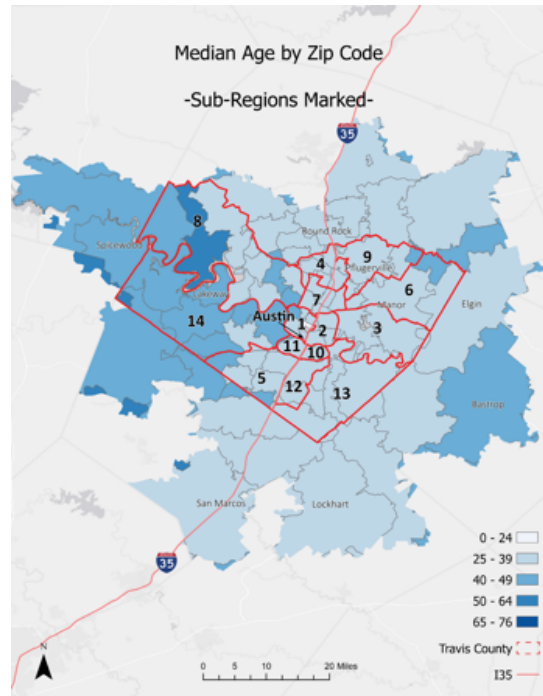 Median Age by Zip Code
-Sub-Regions Marked-
35
8
Spicewood
Round Rock
4
9
Pflugerville
Lakeway
7
6
Manor
Elgin
14
Austin
1
2
3
11
10
5
12
13
Bastrop
San Marcos
Lockhart
35
0 - 24
25 - 39
40 - 49
50 - 64
65 - 76
Travis County
I35
N
0 5 10 20 Miles